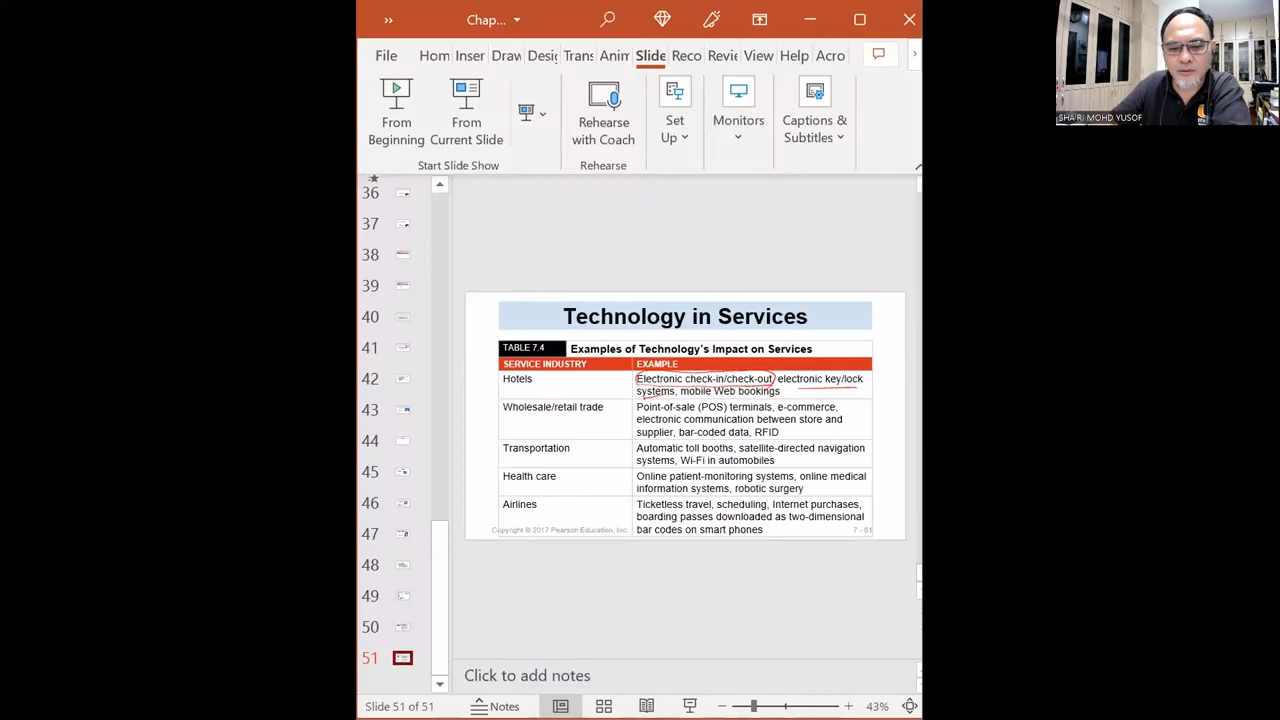 Chap...
File Hom Inser Draw Desig Trans Anim Slide Reco Revie View Help Acro
From Beginning
From Current Slide
Rehearse with Coach
Set Up
Monitors
Captions & Subtitles
Start Slide Show
Rehearse
36
37
38
39
40
41
42
43
44
45
46
47
48
49
50
51
Technology in Services
TABLE 7.4 Examples of Technology's Impact on Services
SERVICE INDUSTRY EXAMPLE
Hotels Electronic check-in/check-out, electronic key/lock
systems, mobile Web bookings
Wholesale/retail trade Point-of-sale (POS) terminals, e-commerce,
electronic communication between store and
supplier, bar-coded data, RFID
Transportation Automatic toll booths, satellite-directed navigation
systems, Wi-Fi in automobiles
Health care Online patient-monitoring systems, online medical
information systems, robotic surgery
Airlines Ticketless travel, scheduling, Internet purchases,
boarding passes downloaded as two-dimensional
bar codes on smart phones
Copyright © 2017 Pearson Education, Inc. 7 - 51
Click to add notes
Slide 51 of 51 Notes 43%
MOHD YUSOF